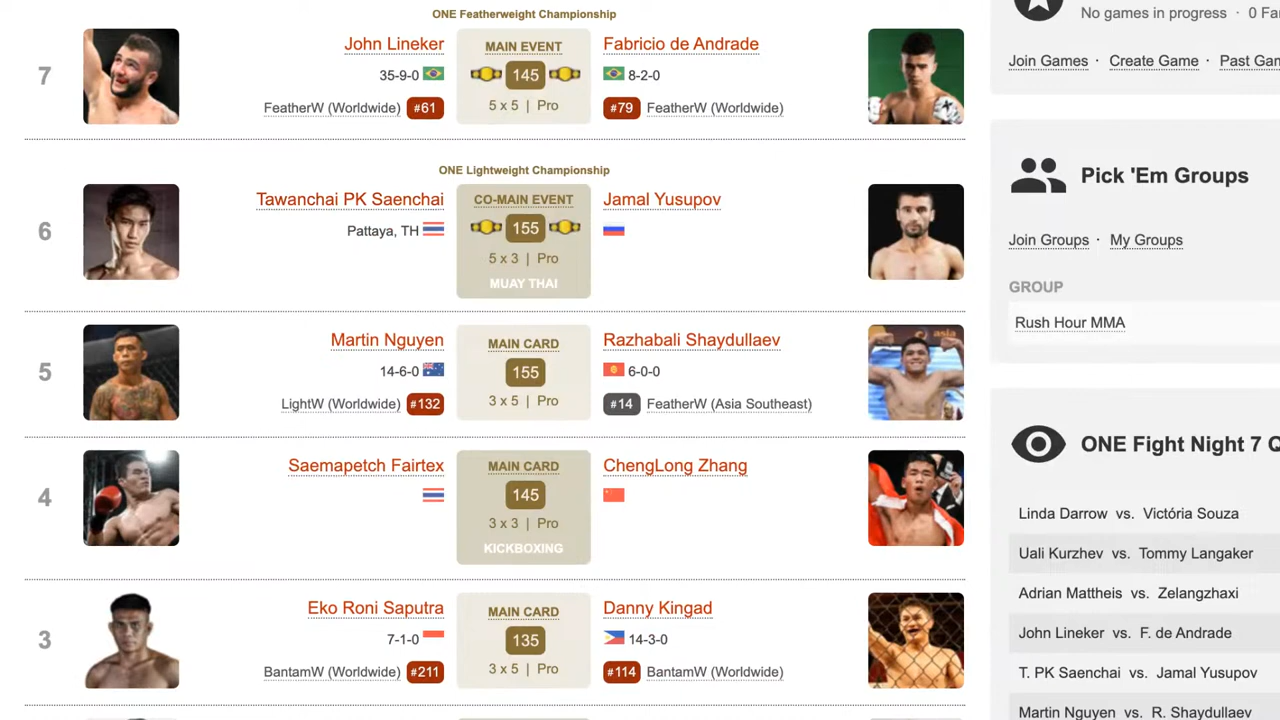 ONE Featherweight Championship
7
John Lineker
35-9-0
FeatherW (Worldwide) #61
MAIN EVENT
145
5 x 5 | Pro
Fabricio de Andrade
8-2-0
#79 FeatherW (Worldwide)
ONE Lightweight Championship
6
Tawanchai PK Saenchai
Pattaya, TH
CO-MAIN EVENT
155
5 x 3 | Pro
MUAY THAI
Jamal Yusupov
5
Martin Nguyen
14-6-0
LightW (Worldwide) #132
MAIN CARD
155
3 x 5 | Pro
Razhabali Shaydullaev
6-0-0
#14 FeatherW (Asia Southeast)
4
Saemapetch Fairtex
MAIN CARD
145
3 x 3 | Pro
KICKBOXING
ChengLong Zhang
3
Eko Roni Saputra
7-1-0
BantamW (Worldwide) #211
MAIN CARD
135
3 x 5 | Pro
Danny Kingad
14-3-0
#114 BantamW (Worldwide)
No games in progress · 0 Fa
Join Games · Create Game · Past Gam
Pick 'Em Groups
Join Groups · My Groups
GROUP
Rush Hour MMA
ONE Fight Night 7 Q
Linda Darrow vs. Victória Souza
Uali Kurzhev vs. Tommy Langaker
Adrian Mattheis vs. Zelangzhaxi
John Lineker vs. F. de Andrade
T. PK Saenchai vs. Jamal Yusupov
Martin Nguyen vs. R. Shaydullaev